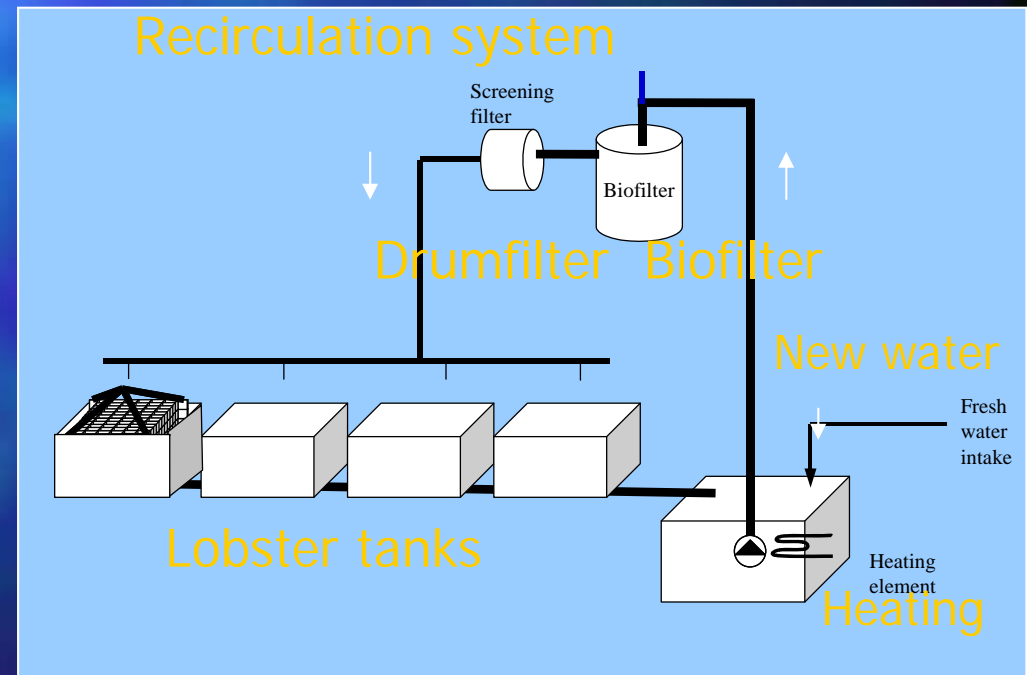 Recirculation system
Screening
filter
Biofilter
Drumfilter Biofilter
New water
Fresh
water
intake
Lobster tanks
Heating
element
Heating